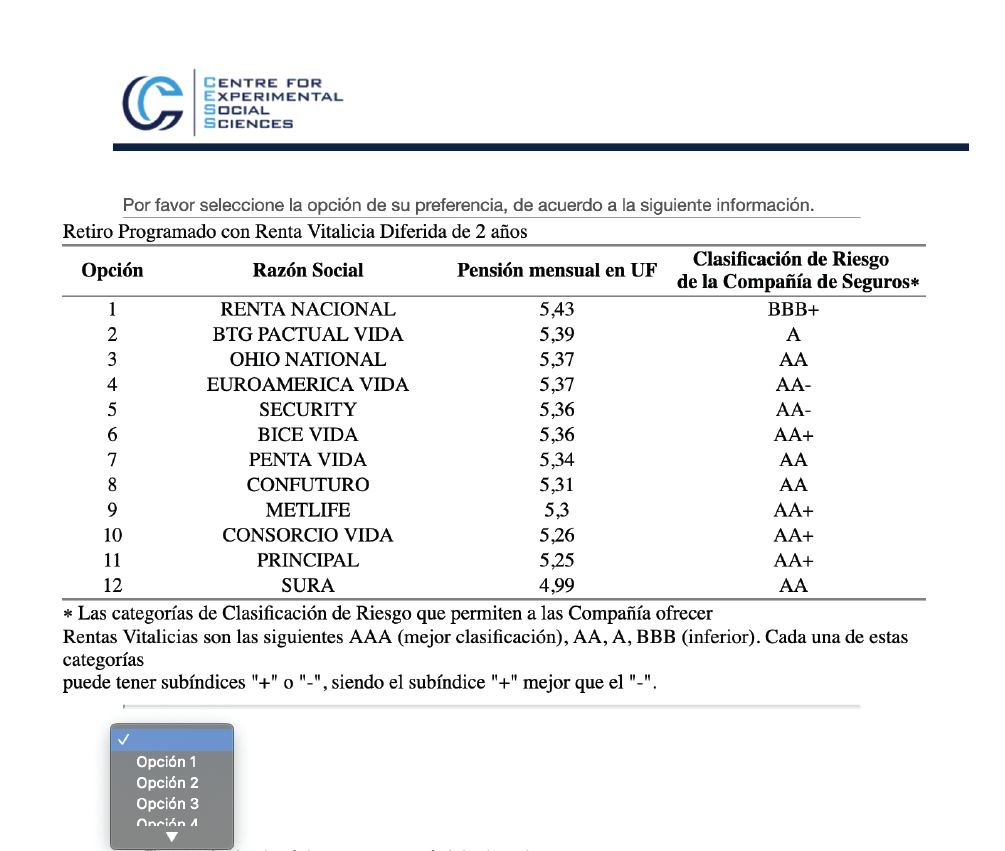 CENTRE FOR
EXPERIMENTAL
SOCIAL
SCIENCES
Por favor seleccione la opción de su preferencia, de acuerdo a la siguiente información.
Retiro Programado con Renta Vitalicia Diferida de 2 años
Opción Razón Social Pensión mensual en UF Clasificación de Riesgo
de la Compañía de Seguros*
1 RENTA NACIONAL 5,43 BBB+
2 BTG PACTUAL VIDA 5,39 A
3 OHIO NATIONAL 5,37 AA
4 EUROAMERICA VIDA 5,37 AA-
5 SECURITY 5,36 AA-
6 BICE VIDA 5,36 AA+
7 PENTA VIDA 5,34 AA
8 CONFUTURO 5,31 AA
9 METLIFE 5,3 AA+
10 CONSORCIO VIDA 5,26 AA+
11 PRINCIPAL 5,25 AA+
12 SURA 4,99 AA
* Las categorías de Clasificación de Riesgo que permiten a las Compañía ofrecer
Rentas Vitalicias son las siguientes AAA (mejor clasificación), AA, A, BBB (inferior). Cada una de estas
categorías
puede tener subíndices "+" o "-", siendo el subíndice "+" mejor que el "-".
Opción 1
Opción 2
Opción 3
Opción 4